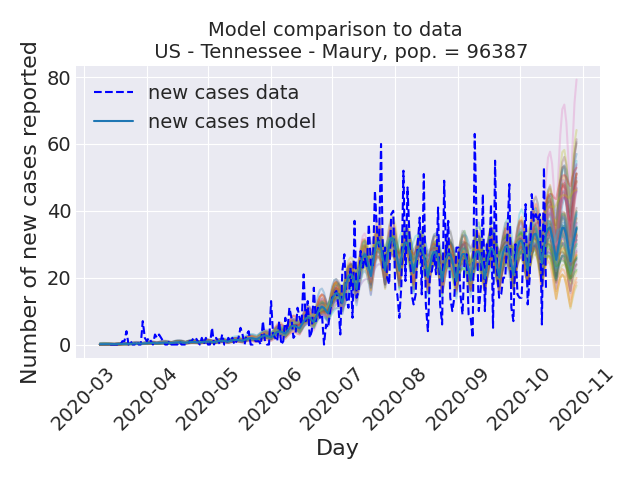 Model comparison to data
US - Tennessee - Maury, pop. = 96387
Number of new cases reported
80
60
40
20
0
new cases data
new cases model
2020-03
2020-04
2020-05
2020-06
2020-07
2020-08
2020-09
2020-10
2020-11
Day